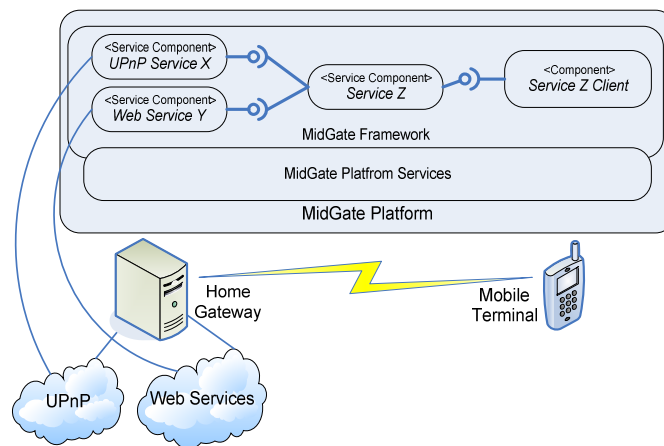 <Service Component>
UPnP Service X
<Service Component>
Web Service Y
<Service Component>
Service Z
<Component>
Service Z Client
MidGate Framework
MidGate Platfrom Services
MidGate Platform
Home
Gateway
Mobile
Terminal
UPnP
Web Services